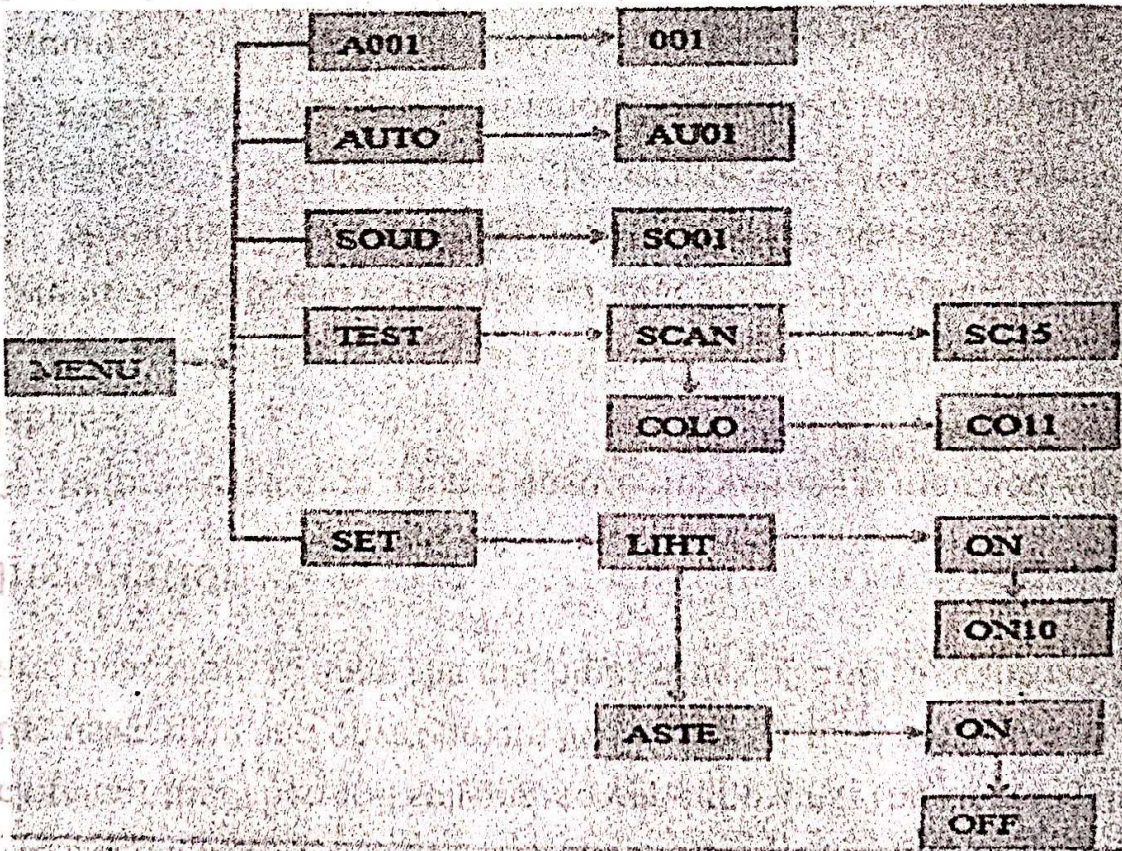 A001 001
AUTO AU01
SOUD SO01
TEST SCAN SC15
MENU
COLO CO11
SET LIHT ON
ON10
ASTE ON
OFF